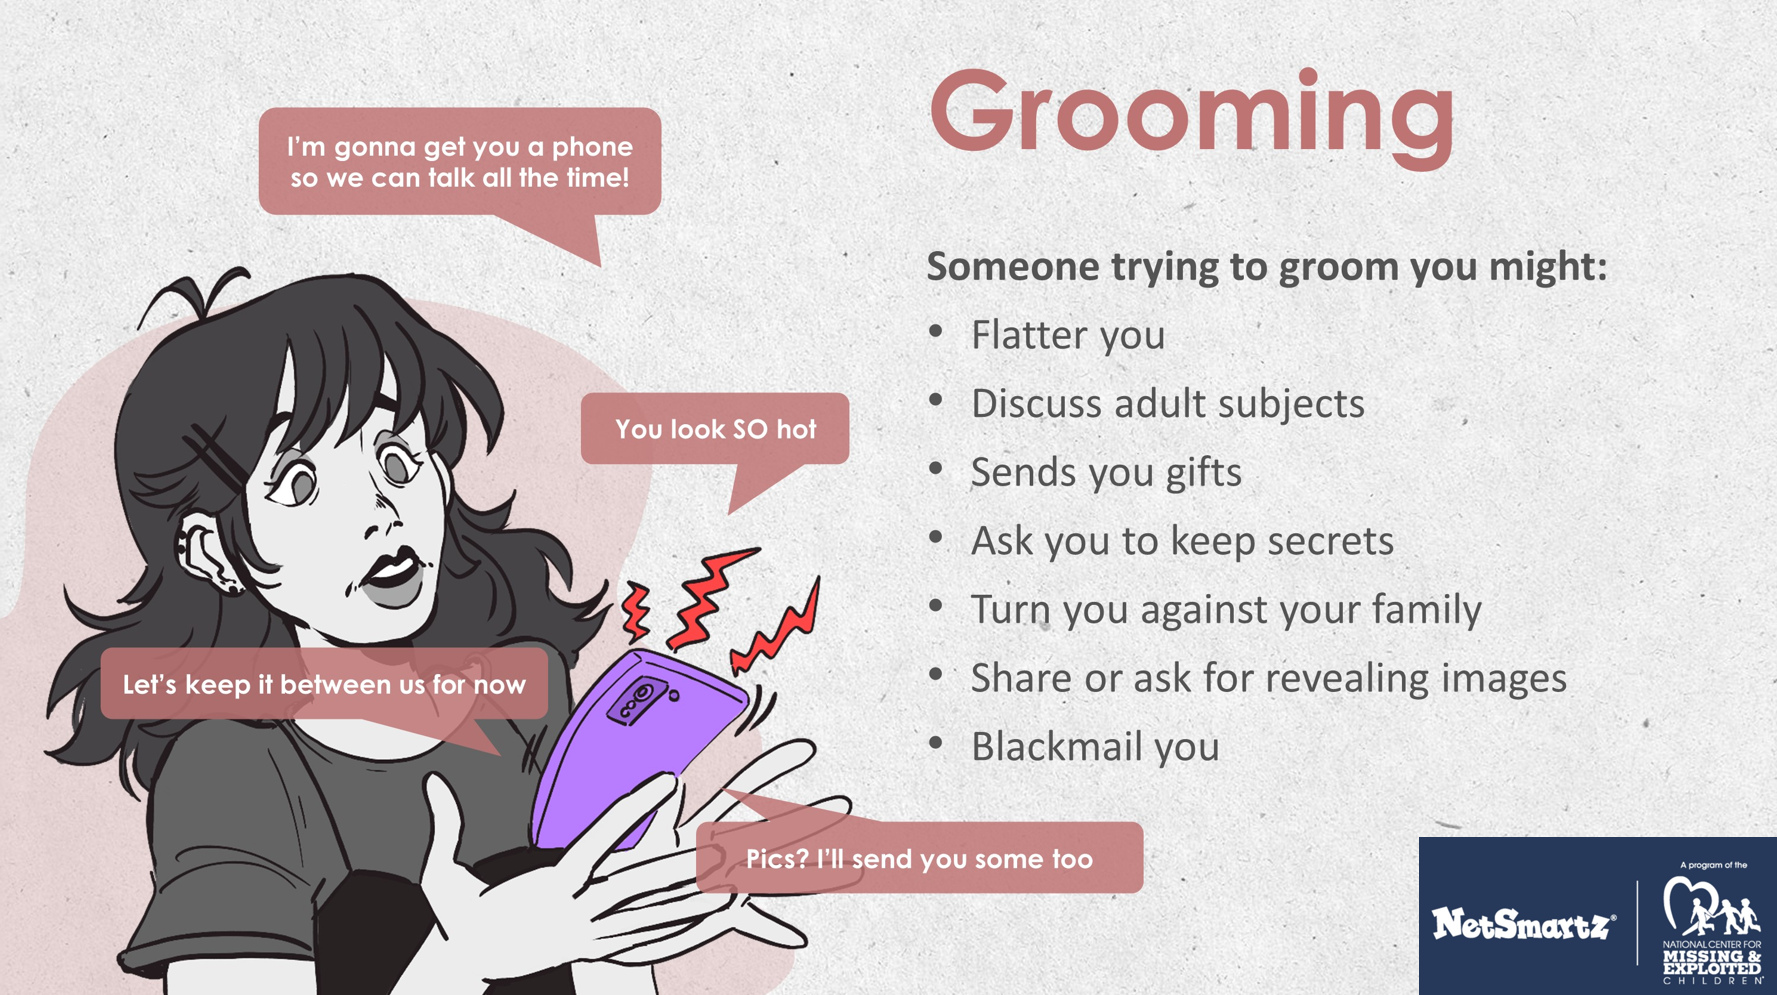 Grooming
I'm gonna get you a phone
so we can talk all the time!
You look SO hot
Let's keep it between us for now
Pics? I'll send you some too
Someone trying to groom you might:
• Flatter you
• Discuss adult subjects
• Sends you gifts
• Ask you to keep secrets
• Turn you against your family
• Share or ask for revealing images
• Blackmail you
NetSmartz®
A program of the
NATIONAL CENTER FOR
MISSING &
EXPLOITED
CHILDREN®